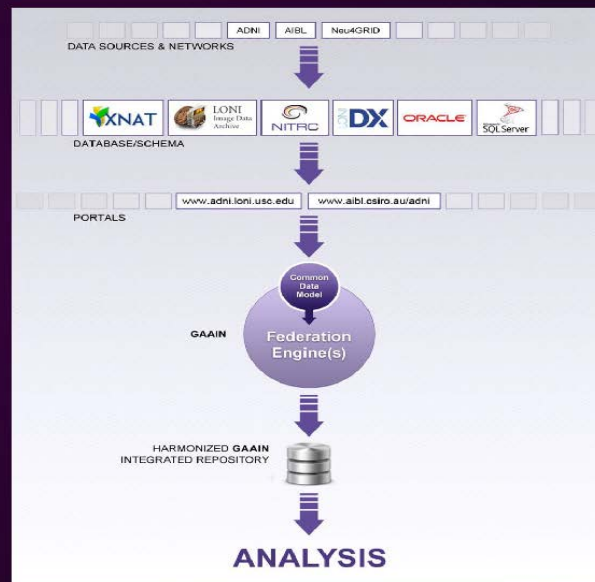 ADNI AIBL Neu4GRID
DATA SOURCES & NETWORKS
XNAT
LONI
Image Data
Archive
NITRC
DX
ORACLE
SQL Server
DATABASE/SCHEMA
www.adni.loni.usc.edu www.aibl.csiro.au/adni
PORTALS
Common
Data
Model
GAAIN
Federation
Engine(s)
HARMONIZED GAAIN
INTEGRATED REPOSITORY
ANALYSIS